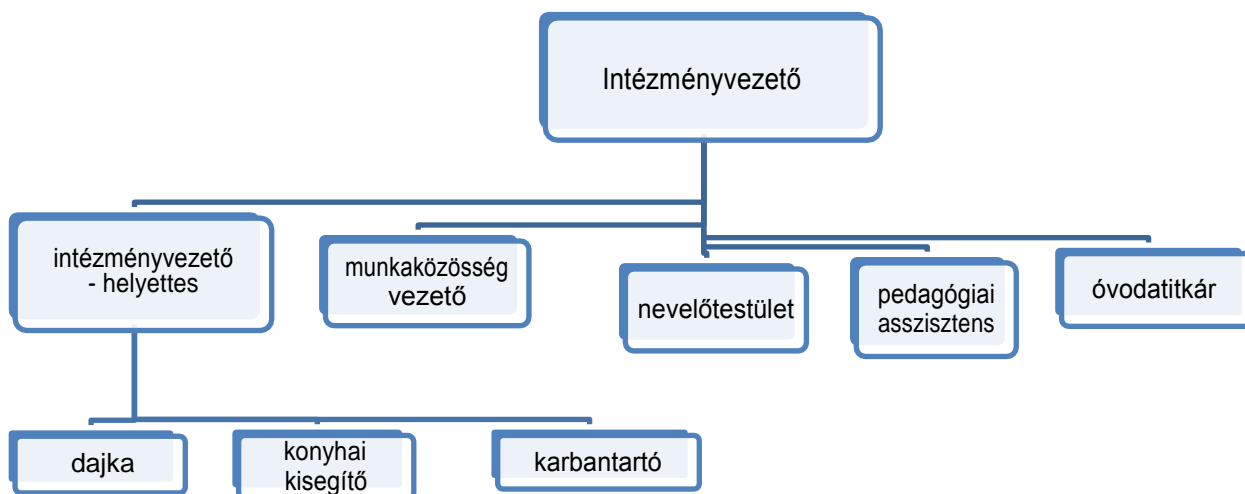 Intézményvezető
intézményvezető
- helyettes
munkaközösség
vezető
nevelőtestület
pedagógiai
asszisztens
óvodatitkár
dajka
konyhai
kisegítő
karbantartó